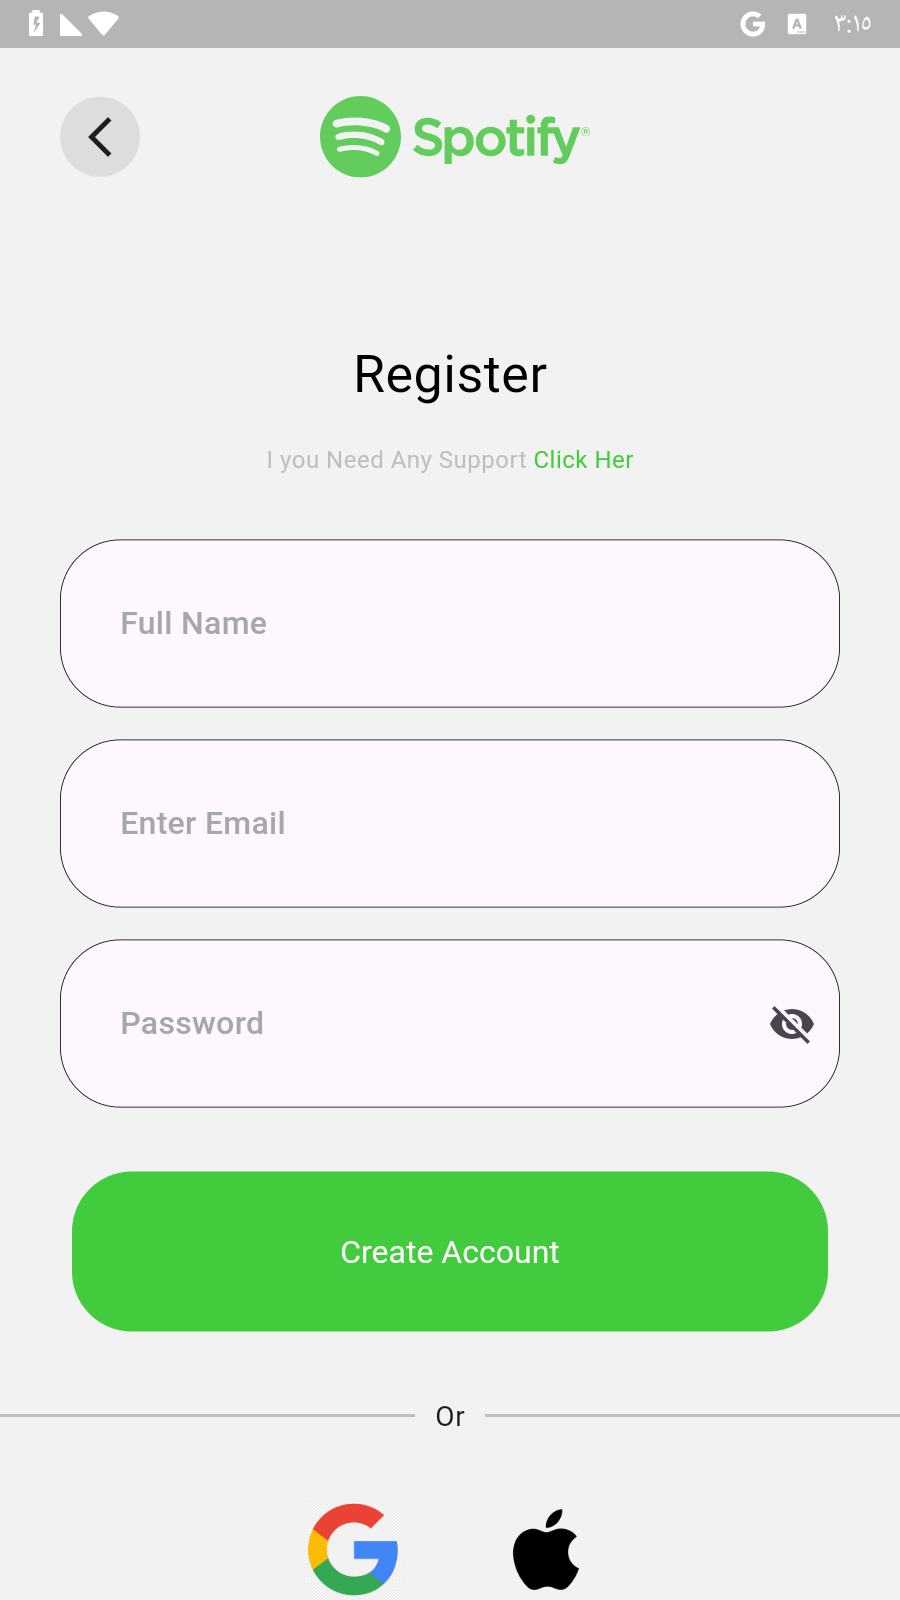 ٣:١٥
Spotify®
Register
I you Need Any Support Click Her
Full Name
Enter Email
Password
Create Account
Or